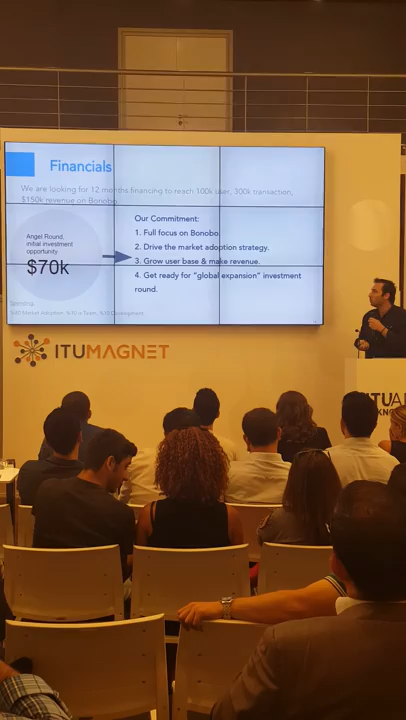 Financials
We are looking for 12 months financing to reach 100k user, 300k transaction,
$150k revenue on Bonobo.
Our Commitment:
1. Full focus on Bonobo.
2. Drive the market adoption strategy.
3. Grow user base & make revenue.
4. Get ready for "global expansion" investment
round.
Angel Round,
initial investment
opportunity
$70k
Spending
ITUMAGNET